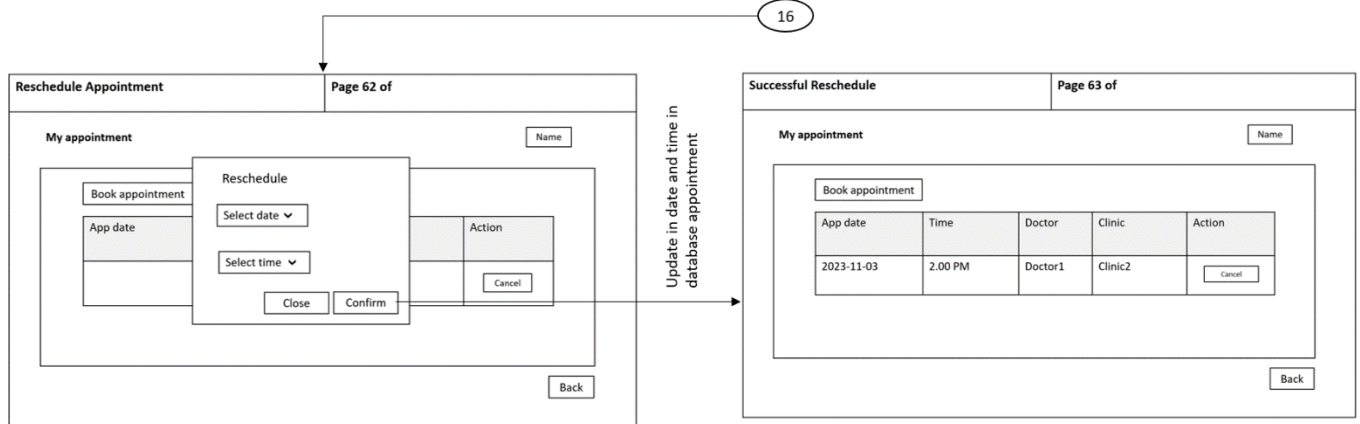 16
Reschedule Appointment
Page 62 of
My appointment
Name
Book appointment
App date
Action
Cancel
Reschedule
Select date
Select time
Close
Confirm
Back
Update in date and time in
database appointment
Successful Reschedule
Page 63 of
My appointment
Name
Book appointment
App date Time Doctor Clinic Action
2023-11-03 2.00 PM Doctor1 Clinic2 Cancel
Back